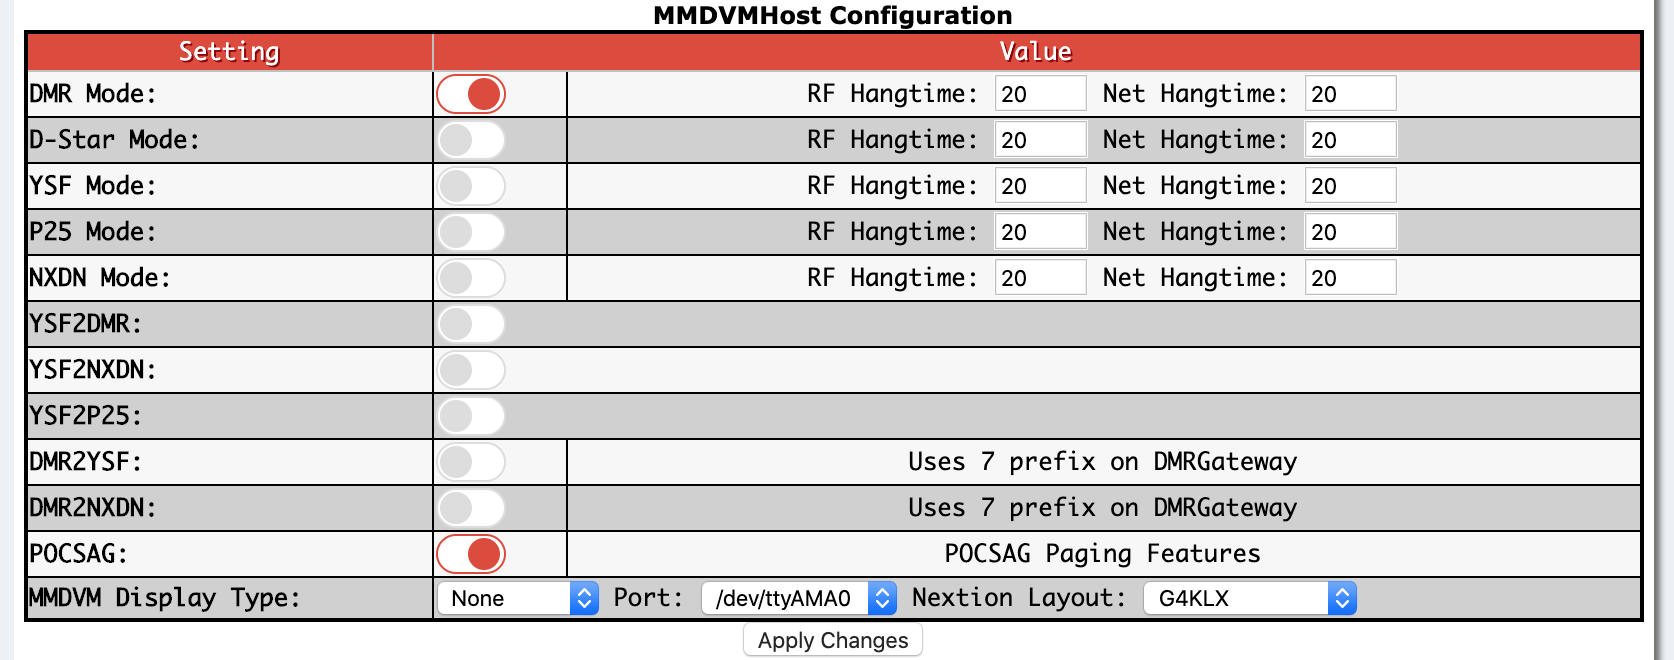 MMDVMHost Configuration
Setting Value
DMR Mode: RF Hangtime: 20 Net Hangtime: 20
D-Star Mode: RF Hangtime: 20 Net Hangtime: 20
YSF Mode: RF Hangtime: 20 Net Hangtime: 20
P25 Mode: RF Hangtime: 20 Net Hangtime: 20
NXDN Mode: RF Hangtime: 20 Net Hangtime: 20
YSF2DMR:
YSF2NXDN:
YSF2P25:
DMR2YSF: Uses 7 prefix on DMRGateway
DMR2NXDN: Uses 7 prefix on DMRGateway
POCSAG: POCSAG Paging Features
MMDVM Display Type: None Port: /dev/ttyAMA0 Nextion Layout: G4KLX
Apply Changes